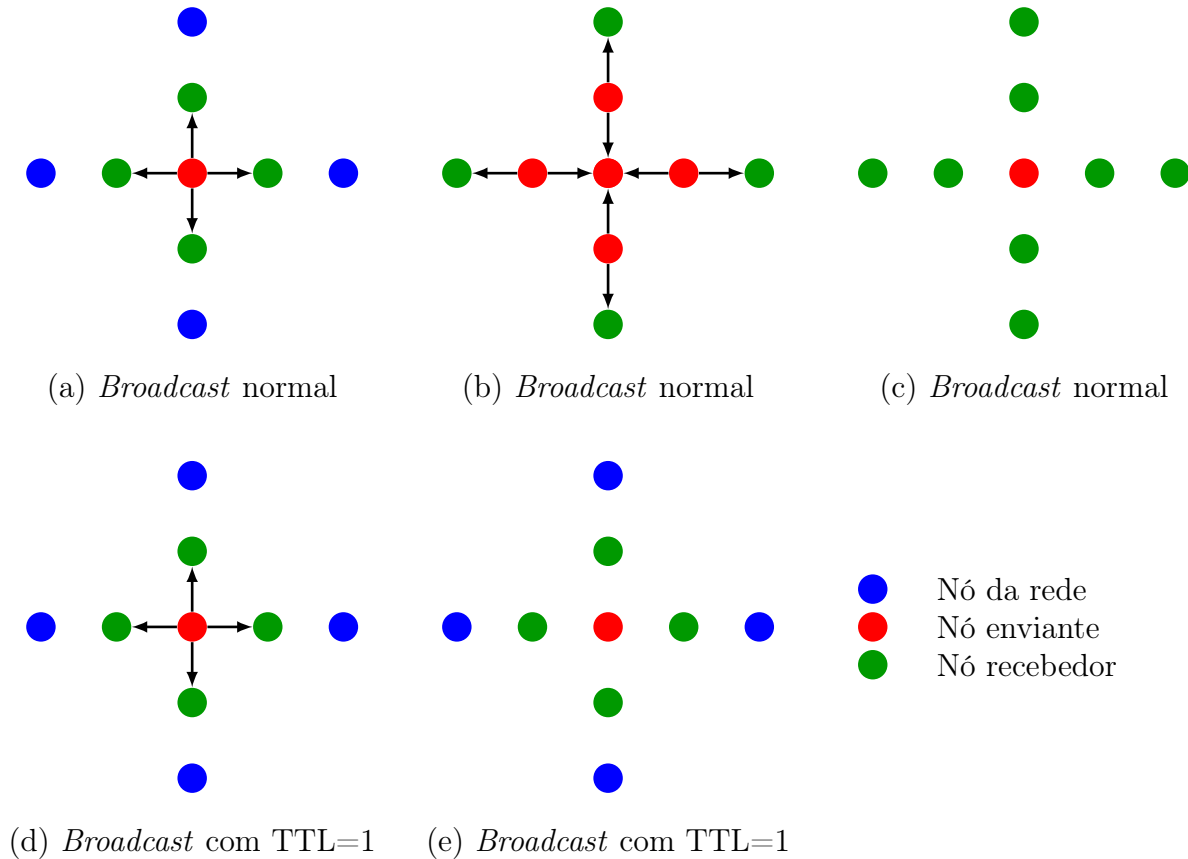 (a) Broadcast normal
(b) Broadcast normal
(c) Broadcast normal
(d) Broadcast com TTL=1
(e) Broadcast com TTL=1
Nó da rede
Nó enviante
Nó recebedor